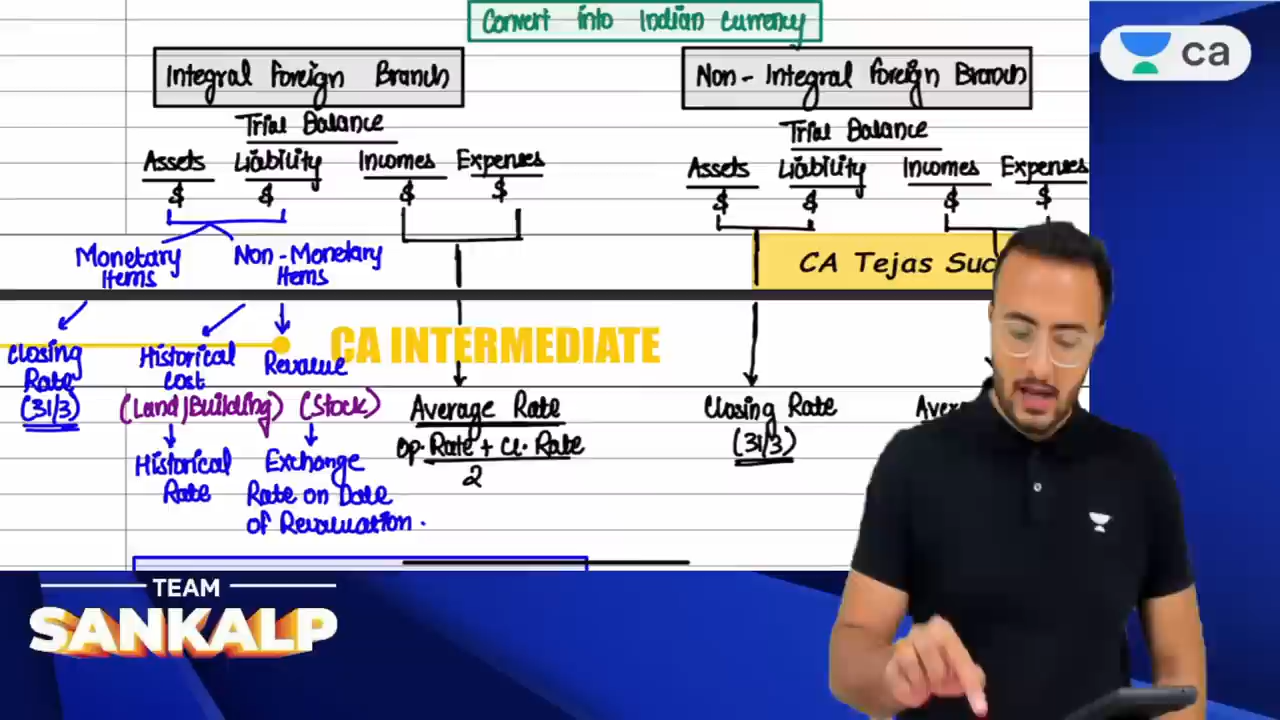 Convert into Indian Currency
ca
Integral Foreign Branch
Trial Balance
Assets Liability Incomes Expenses
$ $ $ $
Monetary Items
Non-Monetary Items
Closing Rate (31/3)
Historical Cost
(Land/Building)
Historical Rate
Revalue
(Stock)
Exchange
Rate on Date
of Revaluation.
Average Rate
Op. Rate + Cl. Rate
2
Non-Integral Foreign Branch
Trial Balance
Assets Liability Incomes Expenses
$ $ $ $
CA Tejas Suc
Closing Rate
(31/3)
Aver
CA INTERMEDIATE
TEAM
SANKALP